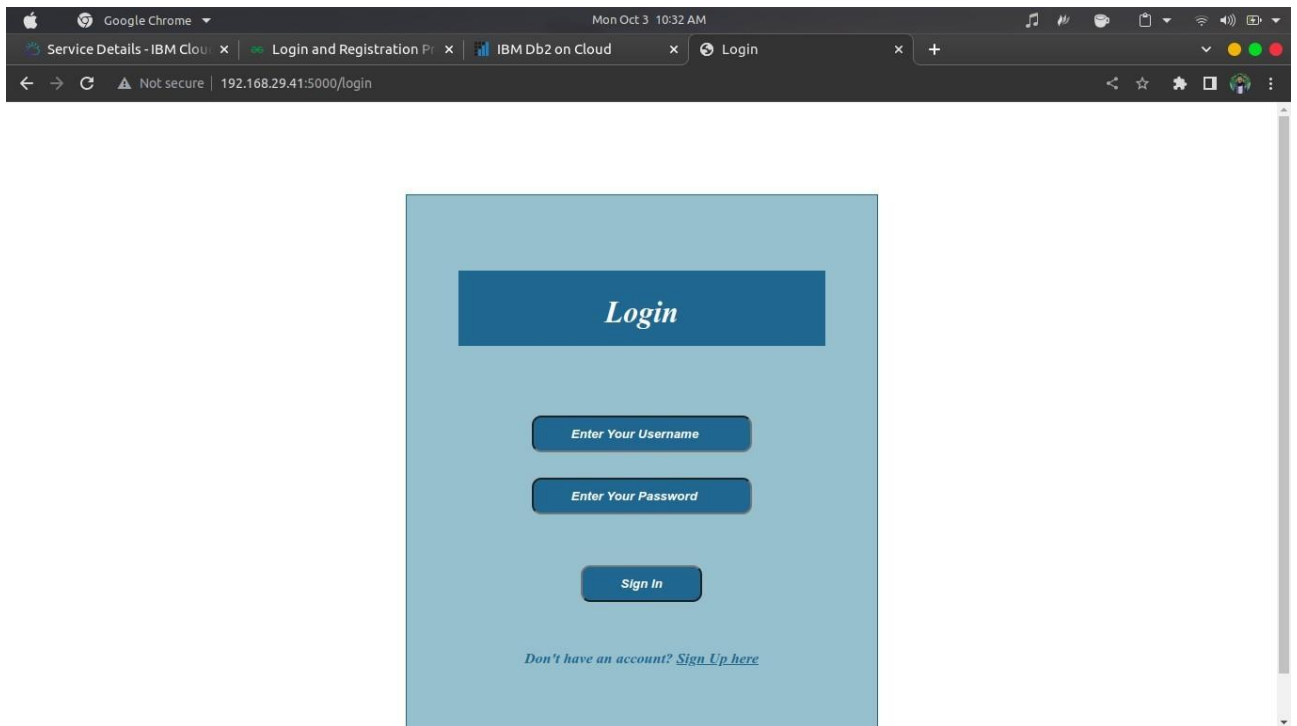 Google Chrome
Mon Oct 3 10:32 AM
Service Details - IBM Clou
Login and Registration Pr
IBM Db2 on Cloud
Login
Not secure | 192.168.29.41:5000/login
Login
Enter Your Username
Enter Your Password
Sign In
Don't have an account? Sign Up here